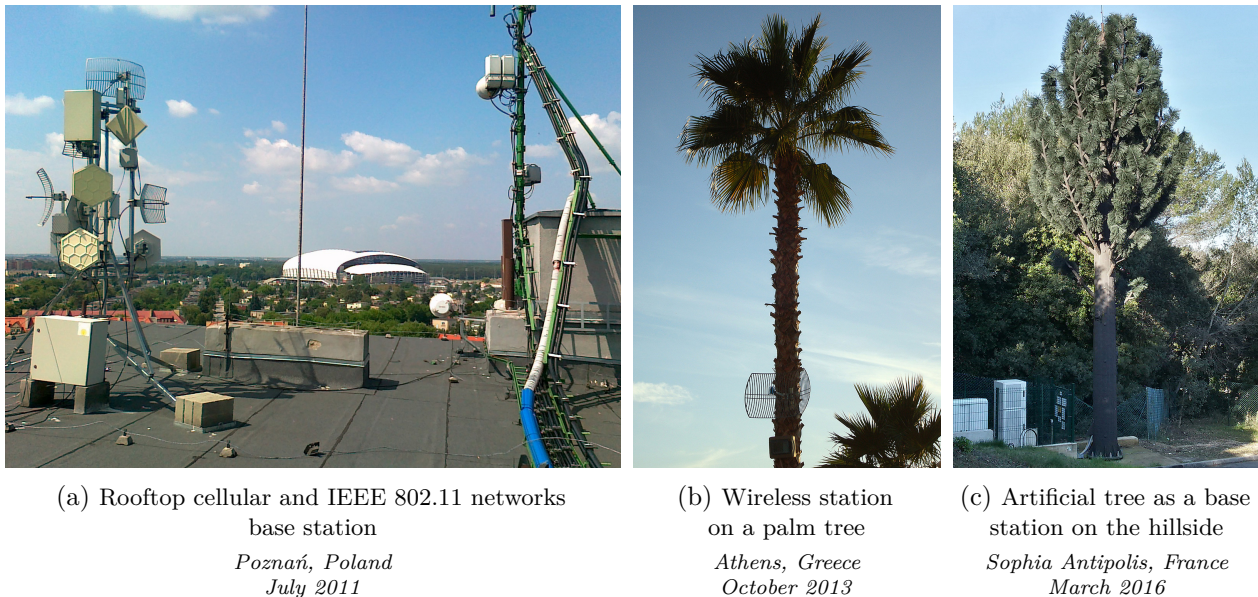 (a) Rooftop cellular and IEEE 802.11 networks
base station
Poznań, Poland
July 2011
(b) Wireless station
on a palm tree
Athens, Greece
October 2013
(c) Artificial tree as a base
station on the hillside
Sophia Antipolis, France
March 2016